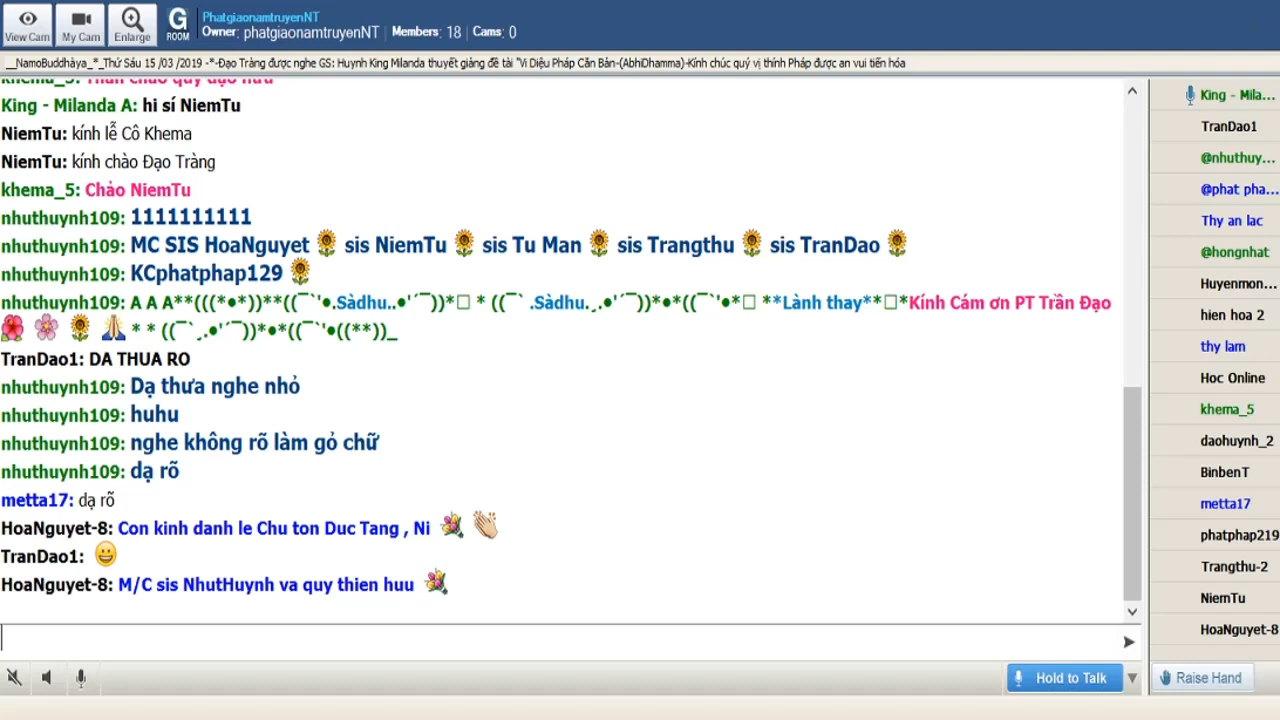 View Cam
My Cam
Enlarge
G
ROOM
PhatgiaonamtruyenNT
Owner: phatgiaonamtruyenNT | Members: 18 | Cams: 0
__NamoBuddhàya_*_Thứ Sáu 15 /03 /2019 -*-Đạo Tràng được nghe GS: Huynh King Milanda thuyết giảng đề tài "Vi Diệu Pháp Căn Bản-(AbhiDhamma)-Kính chúc quý vị thính Pháp được an vui tiến hóa
khema_5: Thân chào quý đạo hữu
King - Milanda A: hi sí NiemTu
NiemTu: kính lễ Cô Khema
NiemTu: kính chào Đạo Tràng
khema_5: Chảo NiemTu
nhuthuynh109: 1111111111
nhuthuynh109: MC SIS HoaNguyet 🌻 sis NiemTu 🌻 sis Tu Man 🌻 sis Trangthu 🌻 sis TranDao 🌻
nhuthuynh109: KCphatphap129 🌻
nhuthuynh109: A A A**(((*•*))**((¯`'•.Sàdhu..•'´¯))*□ * ((¯` .Sàdhu.¸.•'´¯))*•*((¯`'•*□ **Lành thay**□*Kính Cám ơn PT Trần Đạo
🌺 🌸 🌻 🙏 * * ((¯`¸.•'´¯))*•*((¯`'•((**))_
TranDao1: DA THUA RO
nhuthuynh109: Dạ thưa nghe nhỏ
nhuthuynh109: huhu
nhuthuynh109: nghe không rõ làm gỏ chữ
nhuthuynh109: dạ rõ
metta17: dạ rõ
HoaNguyet-8: Con kinh danh le Chu ton Duc Tang , Ni 💐 👏
TranDao1: 😀
HoaNguyet-8: M/C sis NhutHuynh va quy thien huu 💐
King - Mila...
TranDao1
@nhuthuy...
@phat pha...
Thy an lac
@hongnhat
Huyenmon...
hien hoa 2
thy lam
Hoc Online
khema_5
daohuynh_2
BinbenT
metta17
phatphap219
Trangthu-2
NiemTu
HoaNguyet-8
Hold to Talk
Raise Hand